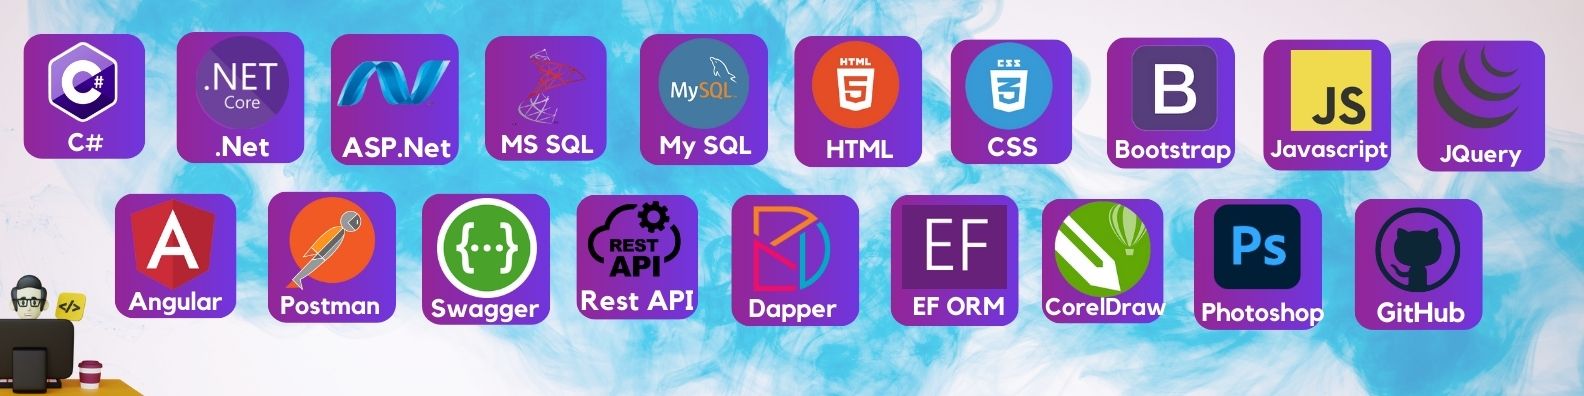 C#
C#
.NET
Core
.Net
ASP.Net
MS SQL
MySQL
My SQL
HTML
5
HTML
CSS
3
CSS
B
Bootstrap
JS
Javascript
JQuery
A
Angular
Postman
{...}
Swagger
REST
API
Rest API
Dapper
EF
EF ORM
CorelDraw
Ps
Photoshop
GitHub
</>